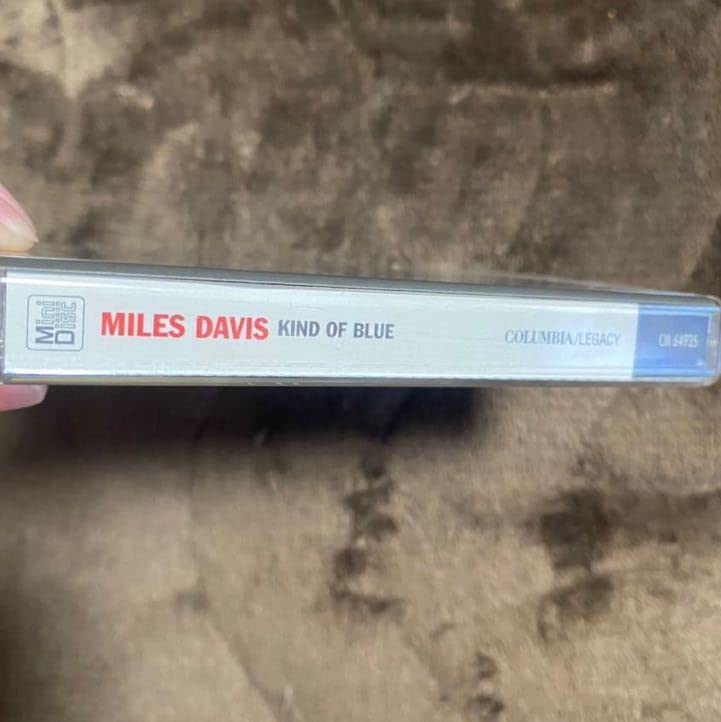 Mini
Disc
MILES DAVIS KIND OF BLUE
COLUMBIA/LEGACY
CM 64935